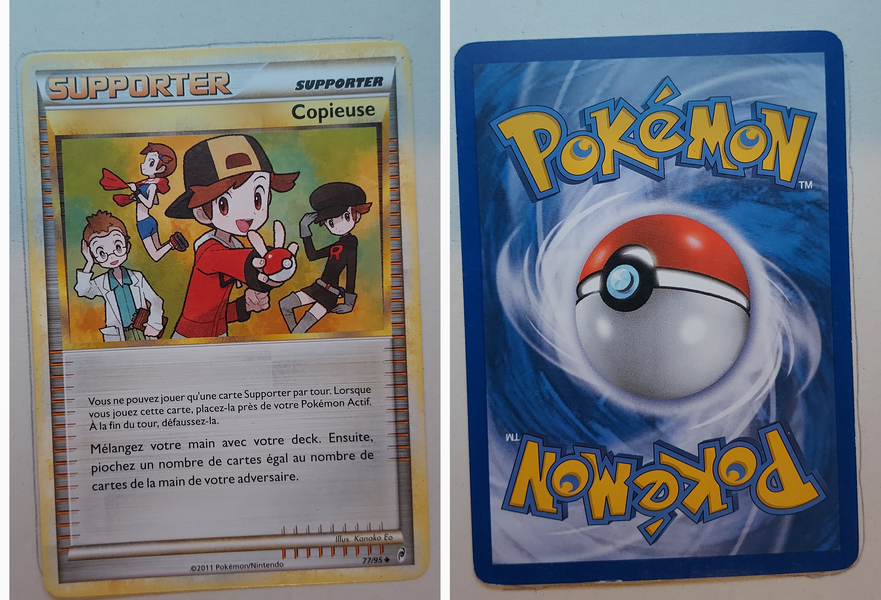 SUPPORTER
SUPPORTER
Copieuse
R
Vous ne pouvez jouer qu'une carte Supporter par tour. Lorsque
vous jouez cette carte, placez-la près de votre Pokémon Actif.
À la fin du tour, défaussez-la.
Mélangez votre main avec votre deck. Ensuite,
piochez un nombre de cartes égal au nombre de
cartes de la main de votre adversaire.
Illus. Kanako Eo
©2011 Pokémon/Nintendo
77/95
POKéMON
TM
TM
POKéMON